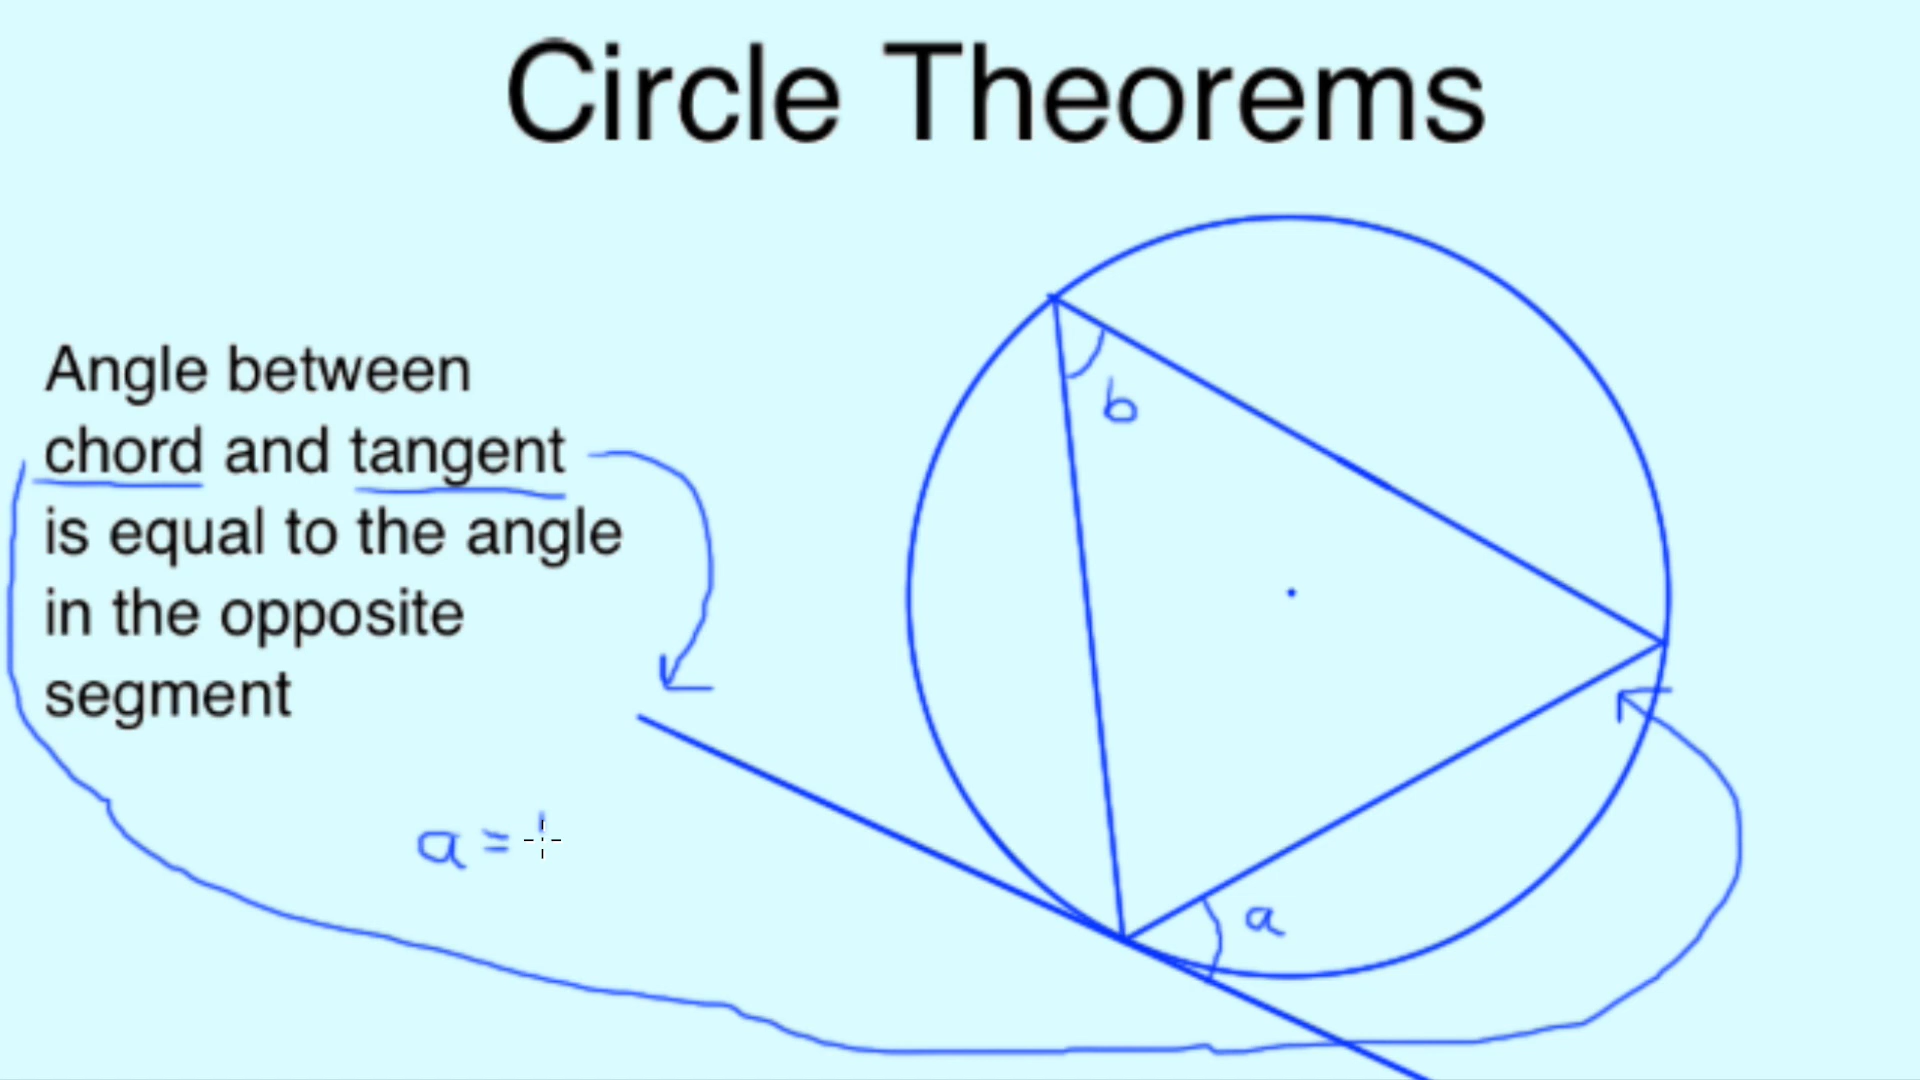 Circle Theorems
Angle between
chord and tangent
is equal to the angle
in the opposite
segment
b
a =
a